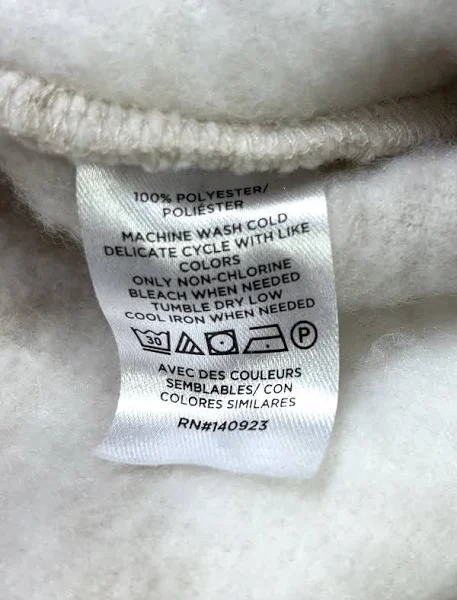 100% POLYESTER/
POLIÉSTER
MACHINE WASH COLD
DELICATE CYCLE WITH LIKE
COLORS
ONLY NON-CHLORINE
BLEACH WHEN NEEDED
TUMBLE DRY LOW
COOL IRON WHEN NEEDED
30 P
AVEC DES COULEURS
SEMBLABLES/ CON
COLORES SIMILARES
RN#140923